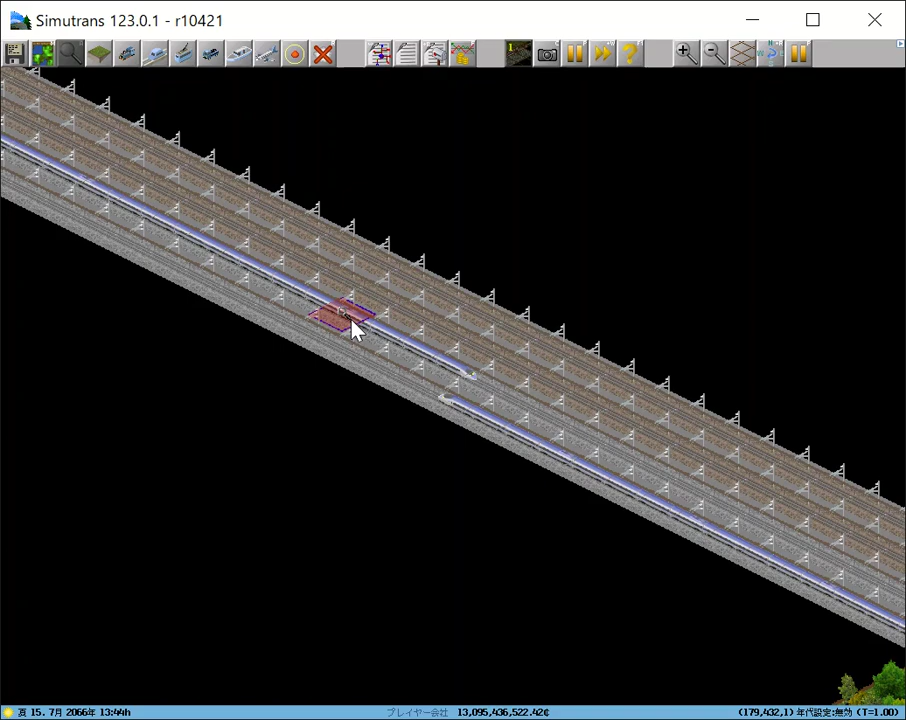 Simutrans 123.0.1 - r10421
夏 15. 7月 2066年 13:44h プレイヤー会社 13,095,436,522.42¢ (179,432,1) 年代設定:無効 (T=1.00)